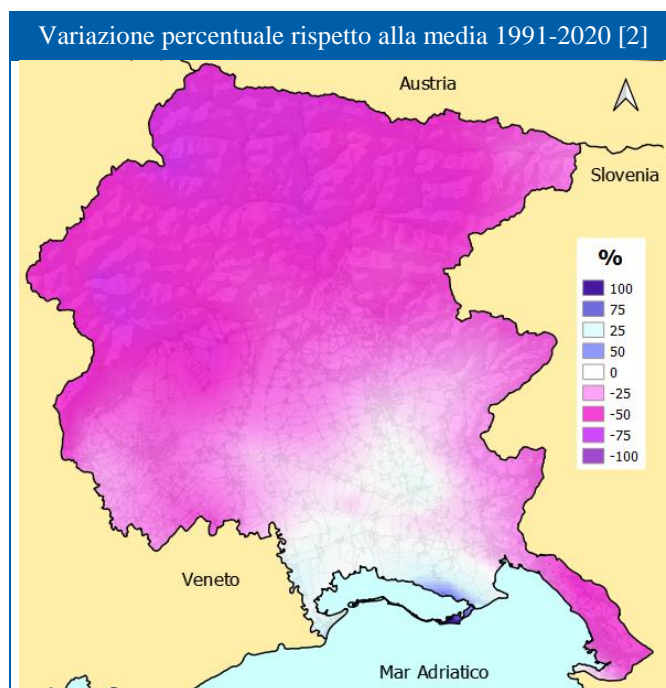 Variazione percentuale rispetto alla media 1991-2020 [2]
Austria
Slovenia
%
100
75
25
50
0
-25
-50
-75
-100
Veneto
Mar Adriatico